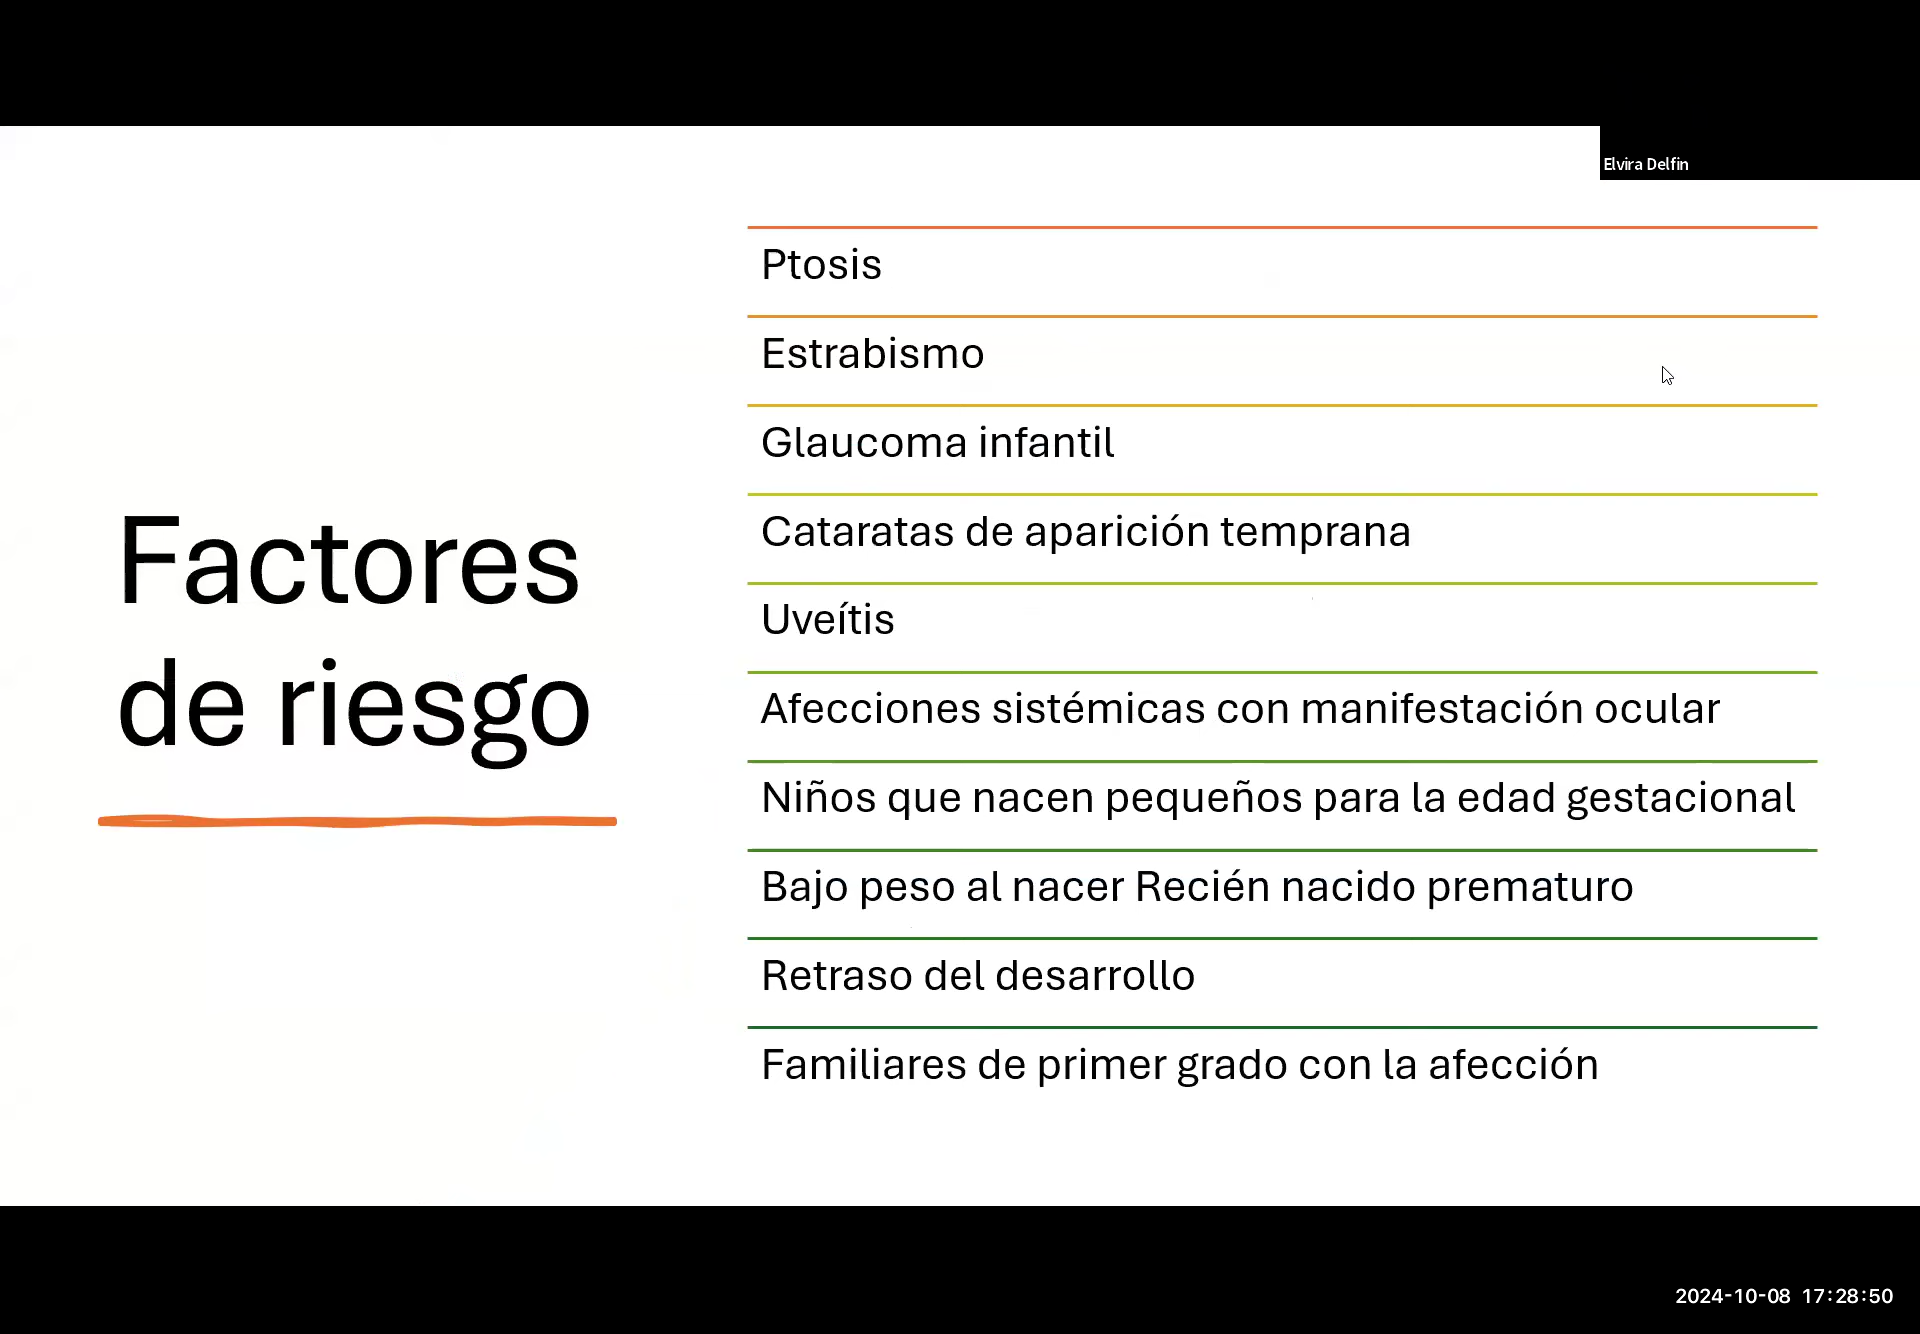 Elvira Delfin
Factores
de riesgo
Ptosis
Estrabismo
Glaucoma infantil
Cataratas de aparición temprana
Uveítis
Afecciones sistémicas con manifestación ocular
Niños que nacen pequeños para la edad gestacional
Bajo peso al nacer Recién nacido prematuro
Retraso del desarrollo
Familiares de primer grado con la afección
2024-10-08 17:28:50